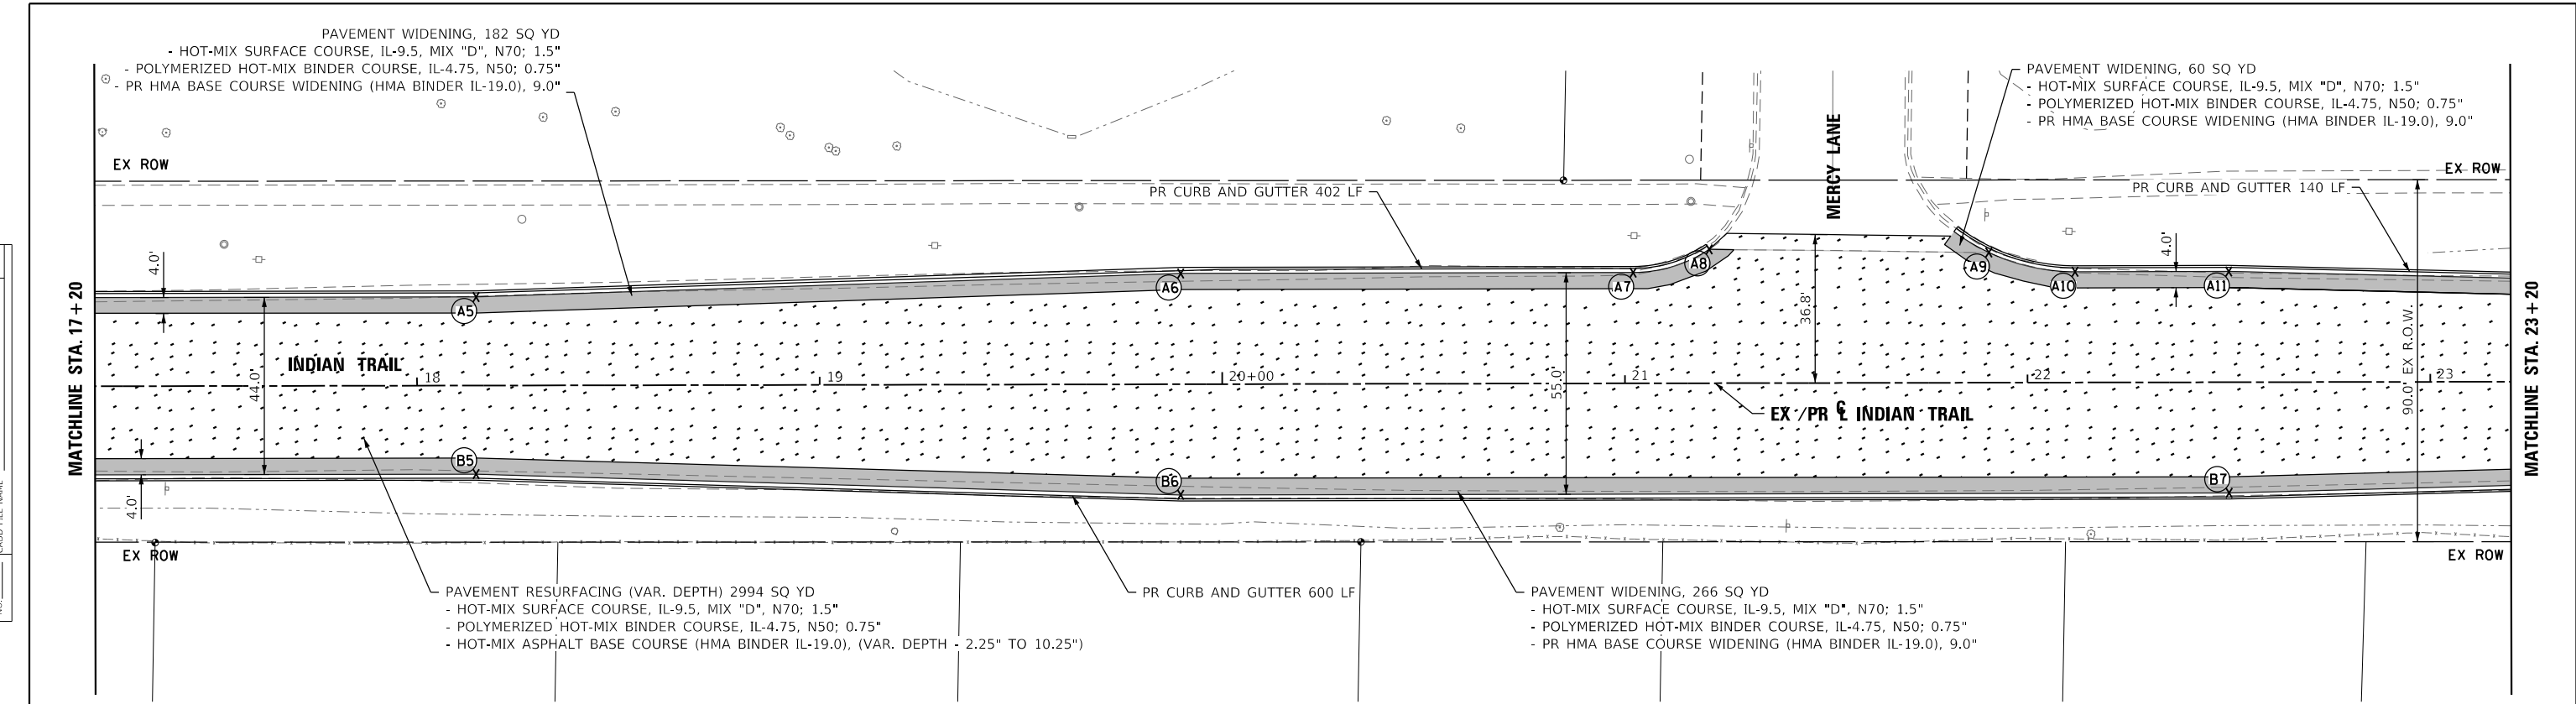 PAVEMENT WIDENING, 182 SQ YD
- HOT-MIX SURFACE COURSE, IL-9.5, MIX "D", N70; 1.5"
- POLYMERIZED HOT-MIX BINDER COURSE, IL-4.75, N50; 0.75"
- PR HMA BASE COURSE WIDENING (HMA BINDER IL-19.0), 9.0"
PAVEMENT WIDENING, 60 SQ YD
- HOT-MIX SURFACE COURSE, IL-9.5, MIX "D", N70; 1.5"
- POLYMERIZED HOT-MIX BINDER COURSE, IL-4.75, N50; 0.75"
- PR HMA BASE COURSE WIDENING (HMA BINDER IL-19.0), 9.0"
EX ROW
EX ROW
PR CURB AND GUTTER 402 LF
PR CURB AND GUTTER 140 LF
MERCY LANE
4.0'
4.0'
A5
A6
A7
A8
A9
A10
A11
MATCHLINE STA. 17+20
MATCHLINE STA. 23+20
INDIAN TRAIL
44.0'
55.0'
36.8'
90.0' EX R.O.W.
18
19
20+00
21
22
23
EX /PR ℄ INDIAN TRAIL
B5
B6
B7
4.0'
EX ROW
EX ROW
PAVEMENT RESURFACING (VAR. DEPTH) 2994 SQ YD
- HOT-MIX SURFACE COURSE, IL-9.5, MIX "D", N70; 1.5"
- POLYMERIZED HOT-MIX BINDER COURSE, IL-4.75, N50; 0.75"
- HOT-MIX ASPHALT BASE COURSE (HMA BINDER IL-19.0), (VAR. DEPTH - 2.25" TO 10.25")
PR CURB AND GUTTER 600 LF
PAVEMENT WIDENING, 266 SQ YD
- HOT-MIX SURFACE COURSE, IL-9.5, MIX "D", N70; 1.5"
- POLYMERIZED HOT-MIX BINDER COURSE, IL-4.75, N50; 0.75"
- PR HMA BASE COURSE WIDENING (HMA BINDER IL-19.0), 9.0"